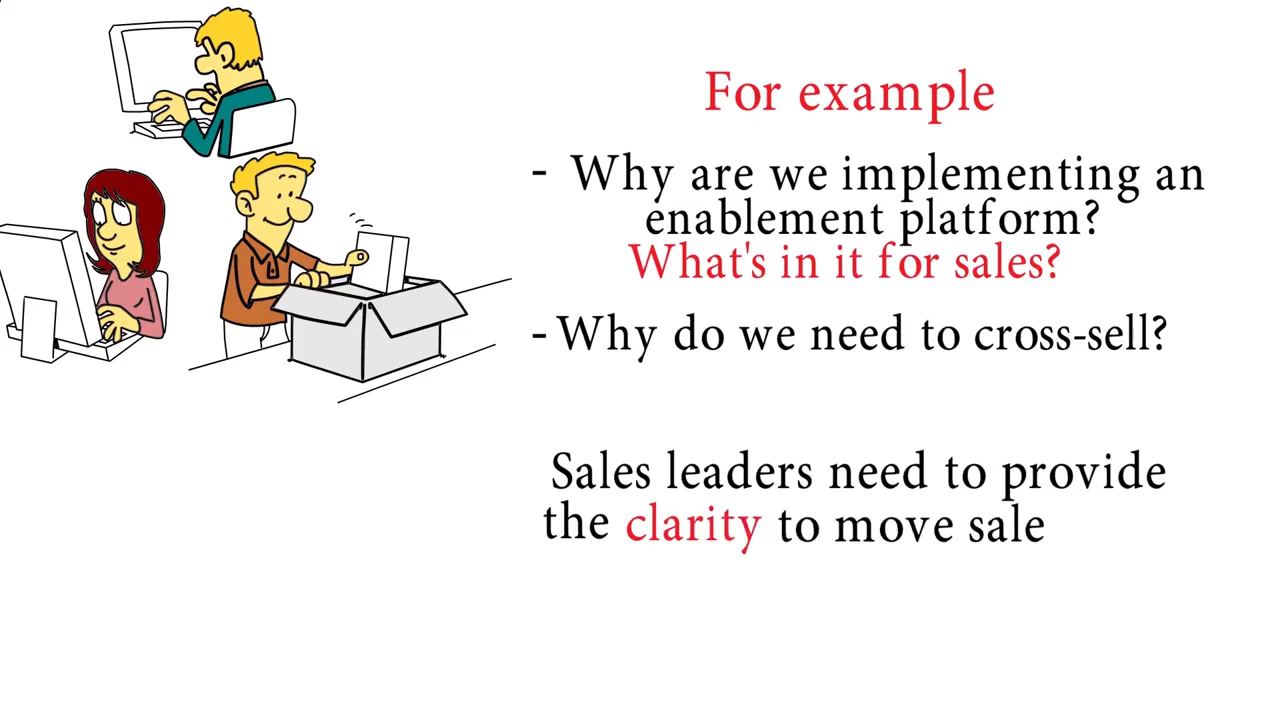 For example
- Why are we implementing an
enablement platform?
What's in it for sales?
- Why do we need to cross-sell?
Sales leaders need to provide
the clarity to move sale